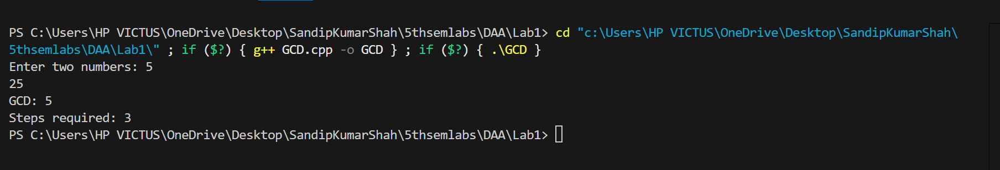 PS C:\Users\HP VICTUS\OneDrive\Desktop\SandipKumarShah\5thsemlabs\DAA\Lab1> cd "c:\Users\HP VICTUS\OneDrive\Desktop\SandipKumarShah\
5thsemlabs\DAA\Lab1\" ; if ($?) { g++ GCD.cpp -o GCD } ; if ($?) { .\GCD }
Enter two numbers: 5
25
GCD: 5
Steps required: 3
PS C:\Users\HP VICTUS\OneDrive\Desktop\SandipKumarShah\5thsemlabs\DAA\Lab1>